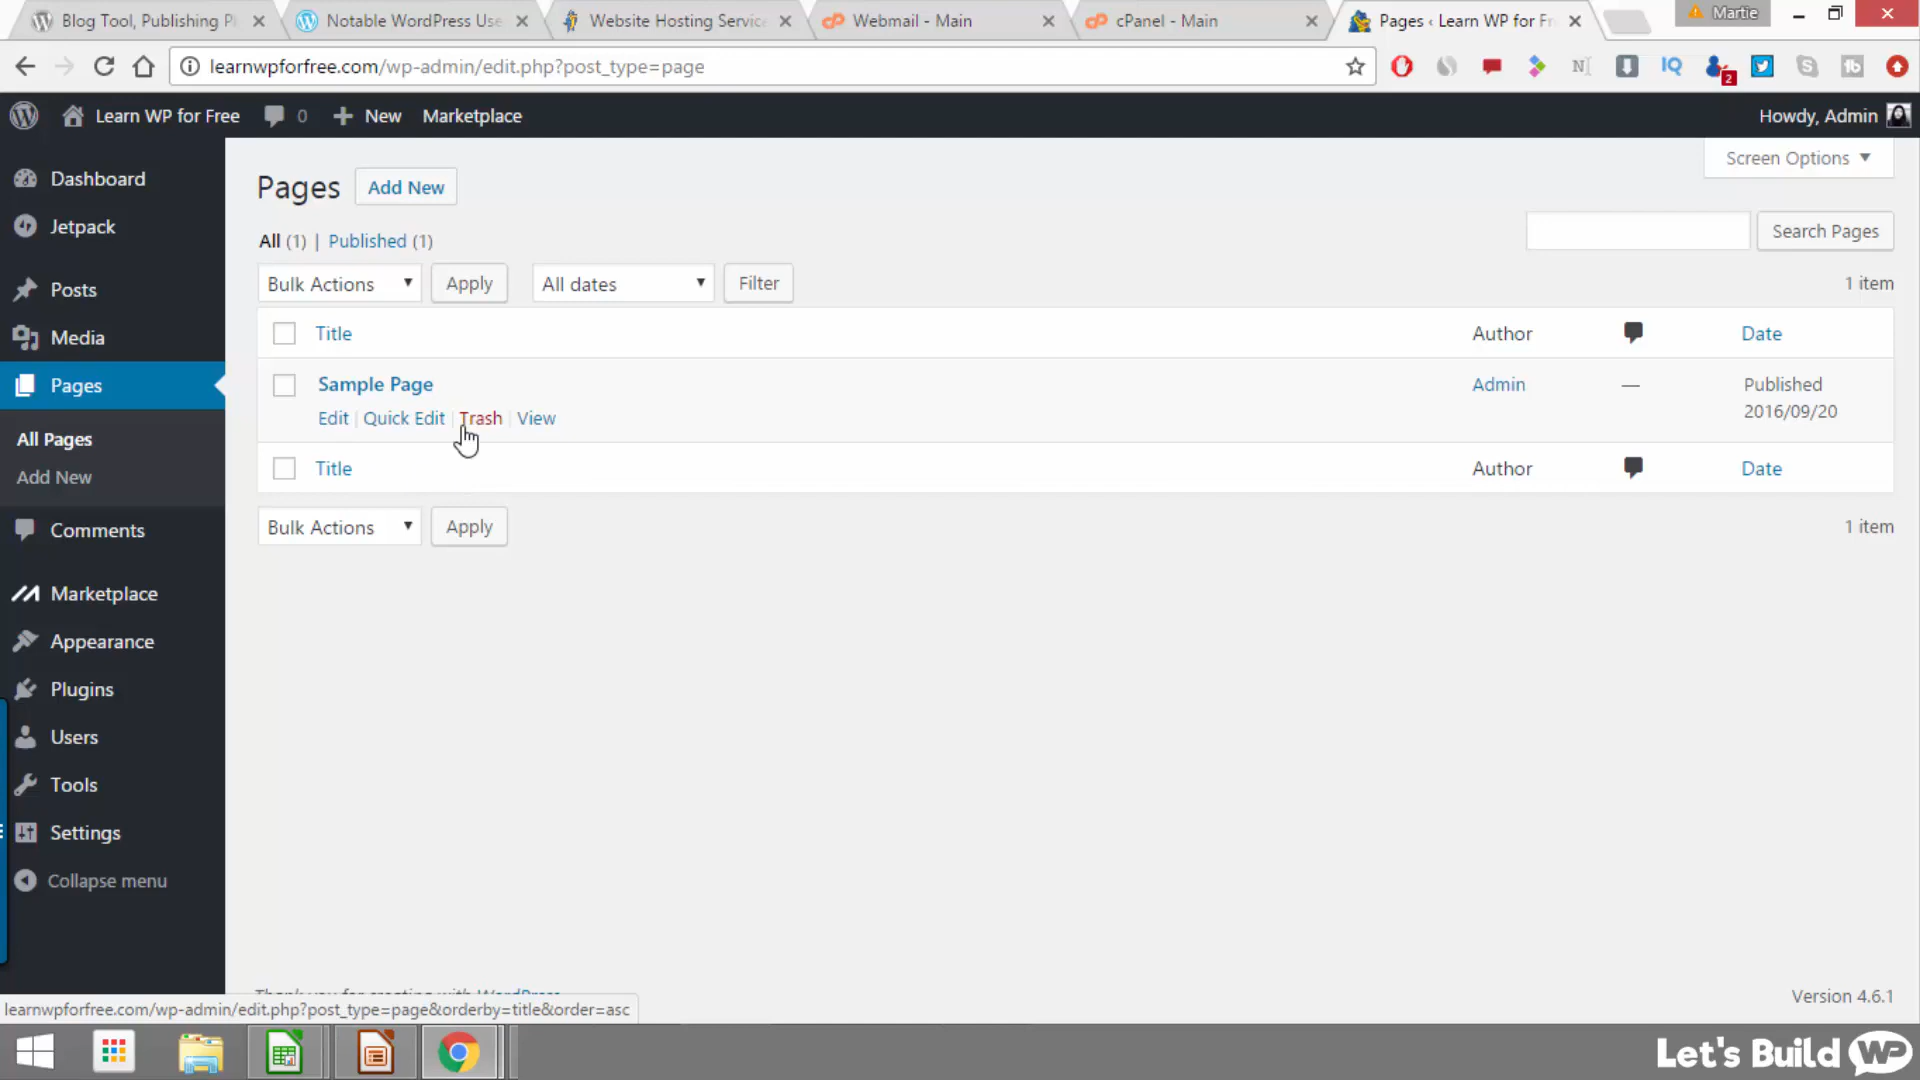 Blog Tool, Publishing Pl
Notable WordPress Use
Website Hosting Service
Webmail - Main
cPanel - Main
Pages ‹ Learn WP for Fr
Martie
learnwpforfree.com/wp-admin/edit.php?post_type=page
IQ
2
Learn WP for Free
0
New
Marketplace
Howdy, Admin
Screen Options
Dashboard
Jetpack
Posts
Media
Pages
All Pages
Add New
Comments
Marketplace
Appearance
Plugins
Users
Tools
Settings
Collapse menu
Pages
Add New
All (1) | Published (1)
Search Pages
Bulk Actions
Apply
All dates
Filter
1 item
Title
Author
Date
Sample Page
Admin
—
Published
2016/09/20
Edit | Quick Edit | Trash | View
Title
Author
Date
Bulk Actions
Apply
1 item
Thank you for creating with WordPress
Version 4.6.1
learnwpforfree.com/wp-admin/edit.php?post_type=page&orderby=title&order=asc
Let's Build WP